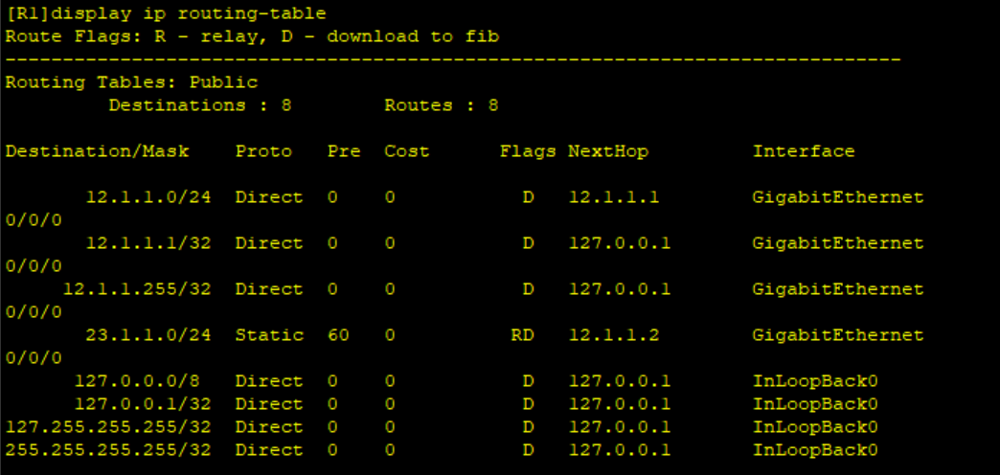 [R1]display ip routing-table
Route Flags: R - relay, D - download to fib
------------------------------------------------------------------------------
Routing Tables: Public
         Destinations : 8        Routes : 8

Destination/Mask    Proto   Pre  Cost      Flags NextHop         Interface

       12.1.1.0/24  Direct  0    0           D   12.1.1.1        GigabitEthernet
0/0/0
       12.1.1.1/32  Direct  0    0           D   127.0.0.1       GigabitEthernet
0/0/0
     12.1.1.255/32  Direct  0    0           D   127.0.0.1       GigabitEthernet
0/0/0
       23.1.1.0/24  Static  60   0          RD   12.1.1.2        GigabitEthernet
0/0/0
      127.0.0.0/8   Direct  0    0           D   127.0.0.1       InLoopBack0
      127.0.0.1/32  Direct  0    0           D   127.0.0.1       InLoopBack0
127.255.255.255/32  Direct  0    0           D   127.0.0.1       InLoopBack0
255.255.255.255/32  Direct  0    0           D   127.0.0.1       InLoopBack0